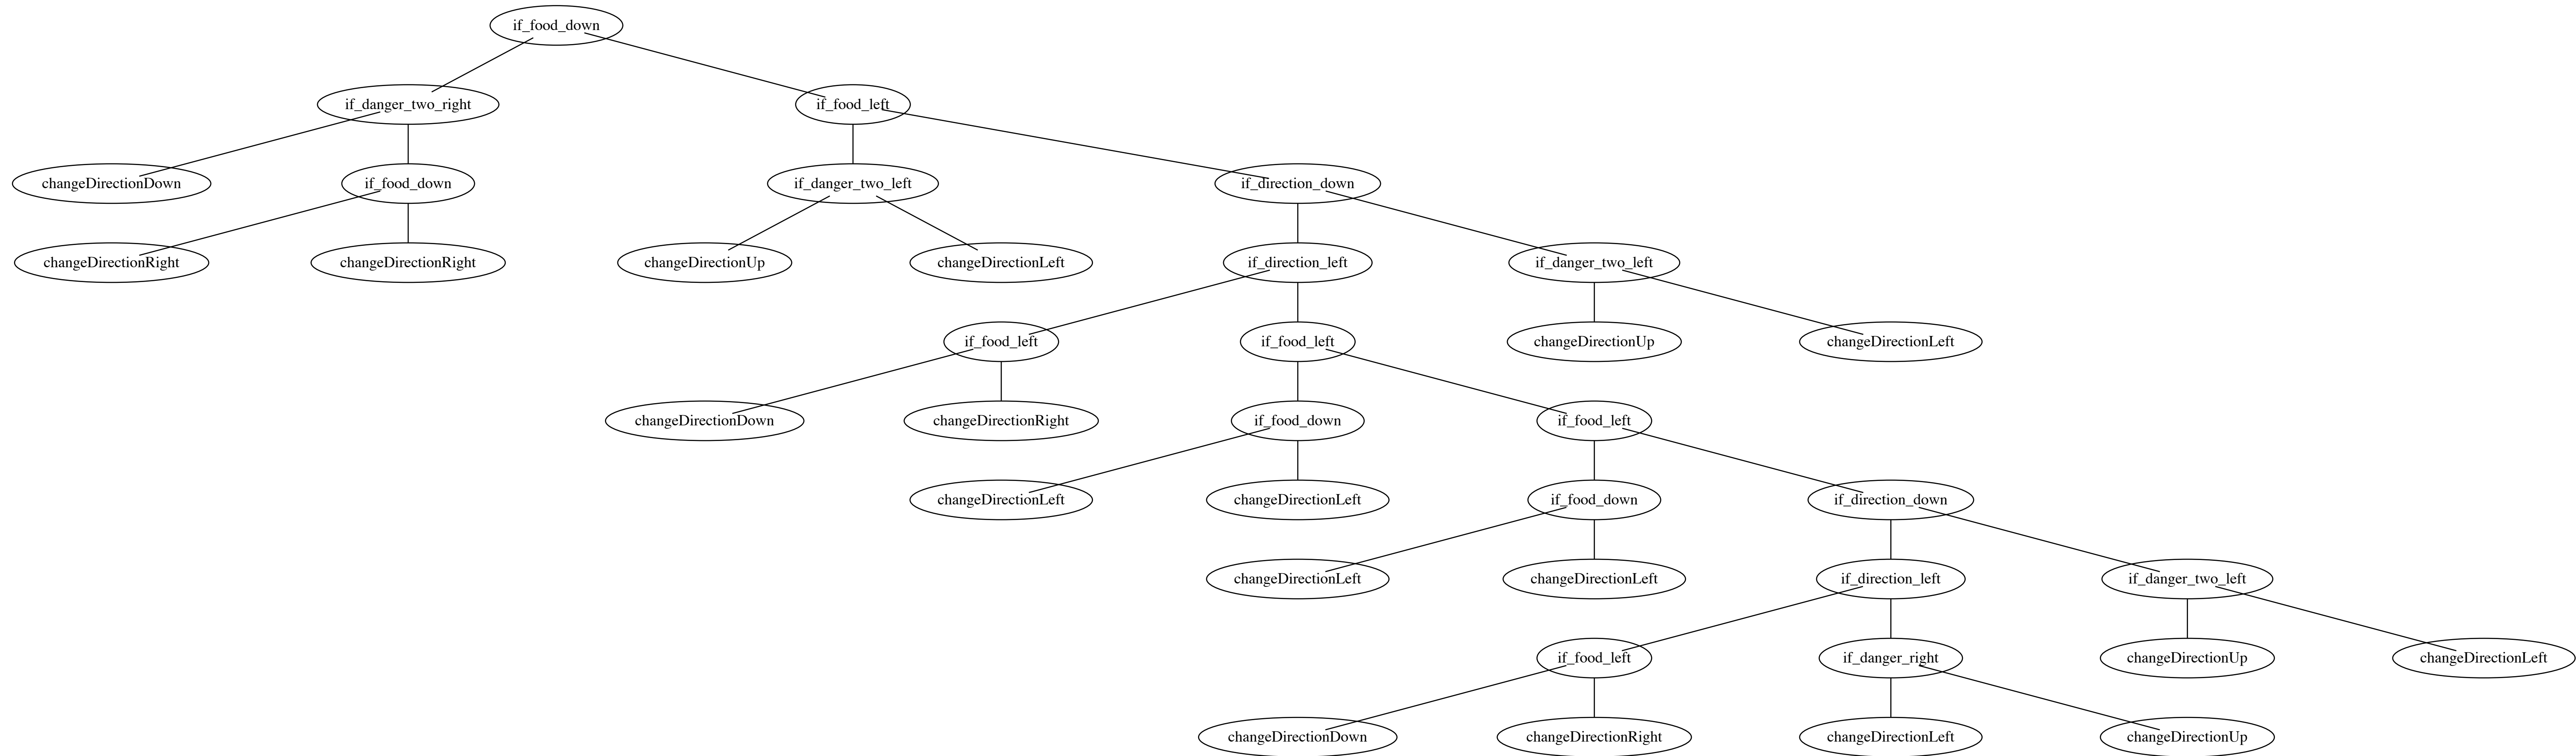 if_food_down
if_danger_two_right
if_food_left
changeDirectionDown
if_food_down
if_danger_two_left
if_direction_down
changeDirectionRight
changeDirectionRight
changeDirectionUp
changeDirectionLeft
if_direction_left
if_danger_two_left
if_food_left
if_food_left
changeDirectionUp
changeDirectionLeft
changeDirectionDown
changeDirectionRight
if_food_down
if_food_left
changeDirectionLeft
changeDirectionLeft
if_food_down
if_direction_down
changeDirectionLeft
changeDirectionLeft
if_direction_left
if_danger_two_left
if_food_left
if_danger_right
changeDirectionUp
changeDirectionLeft
changeDirectionDown
changeDirectionRight
changeDirectionLeft
changeDirectionUp